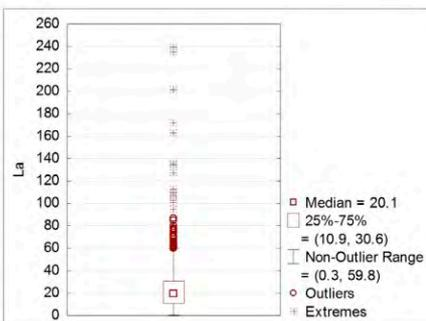 260
240
220
200
180
160
140
120
100
80
60
40
20
0
La
Median = 20.1
25%-75%
= (10.9, 30.6)
Non-Outlier Range
= (0.3, 59.8)
Outliers
Extremes